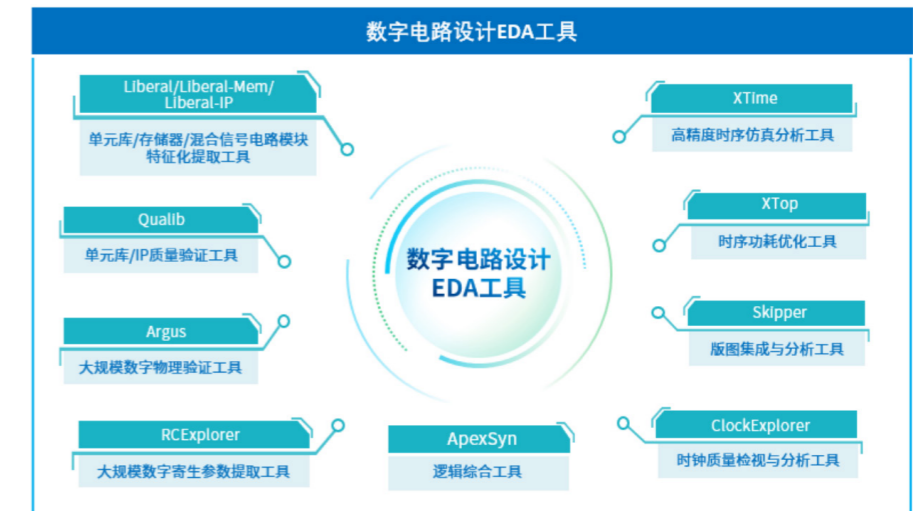 数字电路设计EDA工具
Liberal/Liberal-Mem/
Liberal-IP
单元库/存储器/混合信号电路模块
特征化提取工具
Qualib
单元库/IP质量验证工具
Argus
大规模数字物理验证工具
RCExplorer
大规模数字寄生参数提取工具
数字电路设计
EDA工具
ApexSyn
逻辑综合工具
XTime
高精度时序仿真分析工具
XTop
时序功耗优化工具
Skipper
版图集成与分析工具
ClockExplorer
时钟质量检视与分析工具